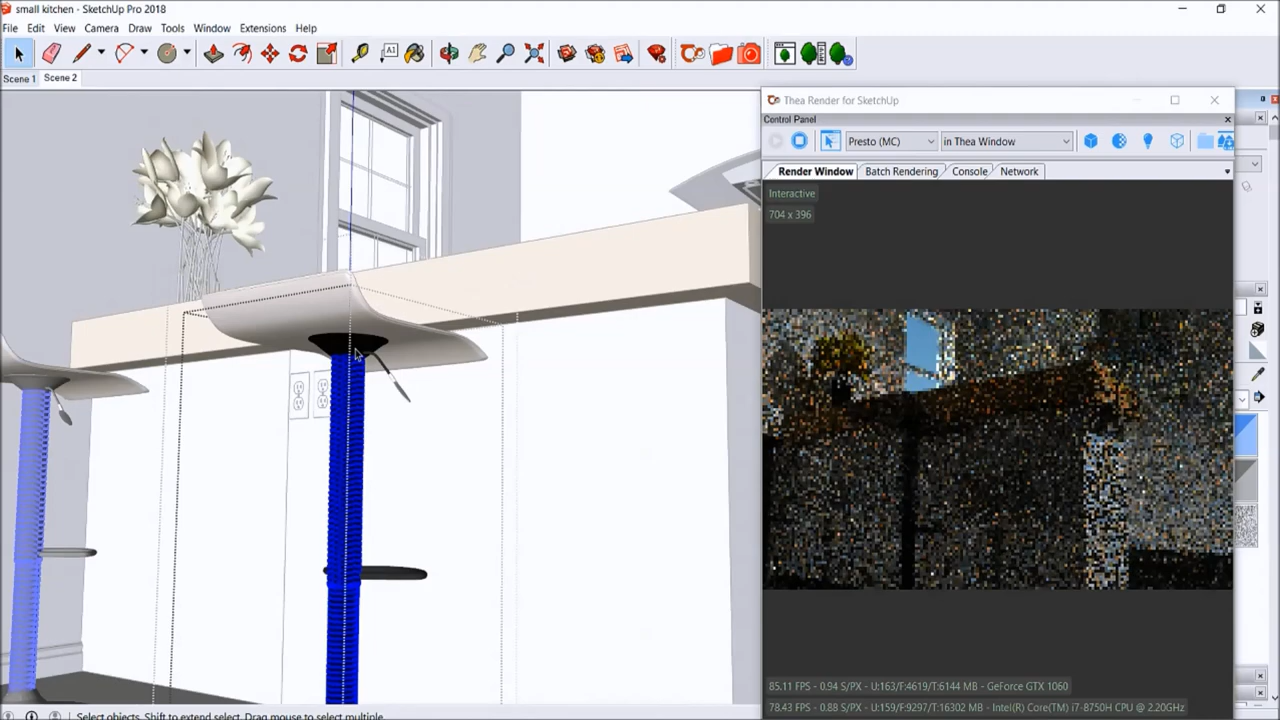 small kitchen - SketchUp Pro 2018
File Edit View Camera Draw Tools Window Extensions Help
A1
Scene 1 Scene 2
Thea Render for SketchUp
Control Panel
Presto (MC) in Thea Window
Render Window Batch Rendering Console Network
Interactive
704 x 396
85.11 FPS - 0.94 S/PX - U:163/F:4619/T:6144 MB - GeForce GTX 1060
78.43 FPS - 0.88 S/PX - U:159/F:9297/T:16302 MB - Intel(R) Core(TM) i7-8750H CPU @ 2.20GHz
Select objects. Shift to extend select. Drag mouse to select multiple.